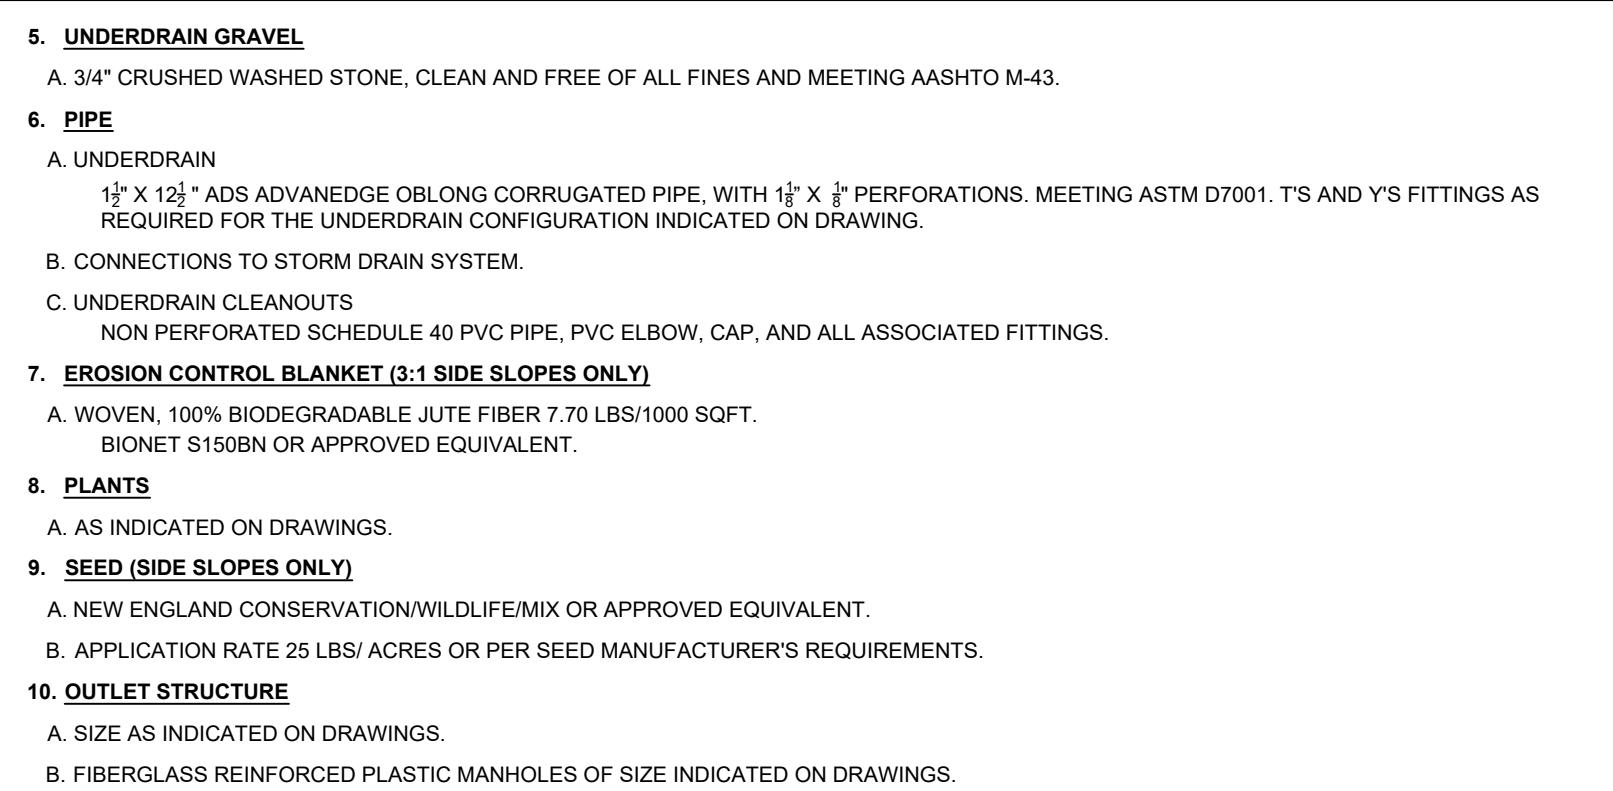 5. UNDERDRAIN GRAVEL
A. 3/4" CRUSHED WASHED STONE, CLEAN AND FREE OF ALL FINES AND MEETING AASHTO M-43.
6. PIPE
A. UNDERDRAIN
1½" X 12½ " ADS ADVANEDGE OBLONG CORRUGATED PIPE, WITH 1⅛” X ⅛" PERFORATIONS. MEETING ASTM D7001. T'S AND Y'S FITTINGS AS
REQUIRED FOR THE UNDERDRAIN CONFIGURATION INDICATED ON DRAWING.
B. CONNECTIONS TO STORM DRAIN SYSTEM.
C. UNDERDRAIN CLEANOUTS
NON PERFORATED SCHEDULE 40 PVC PIPE, PVC ELBOW, CAP, AND ALL ASSOCIATED FITTINGS.
7. EROSION CONTROL BLANKET (3:1 SIDE SLOPES ONLY)
A. WOVEN, 100% BIODEGRADABLE JUTE FIBER 7.70 LBS/1000 SQFT.
BIONET S150BN OR APPROVED EQUIVALENT.
8. PLANTS
A. AS INDICATED ON DRAWINGS.
9. SEED (SIDE SLOPES ONLY)
A. NEW ENGLAND CONSERVATION/WILDLIFE/MIX OR APPROVED EQUIVALENT.
B. APPLICATION RATE 25 LBS/ ACRES OR PER SEED MANUFACTURER'S REQUIREMENTS.
10. OUTLET STRUCTURE
A. SIZE AS INDICATED ON DRAWINGS.
B. FIBERGLASS REINFORCED PLASTIC MANHOLES OF SIZE INDICATED ON DRAWINGS.